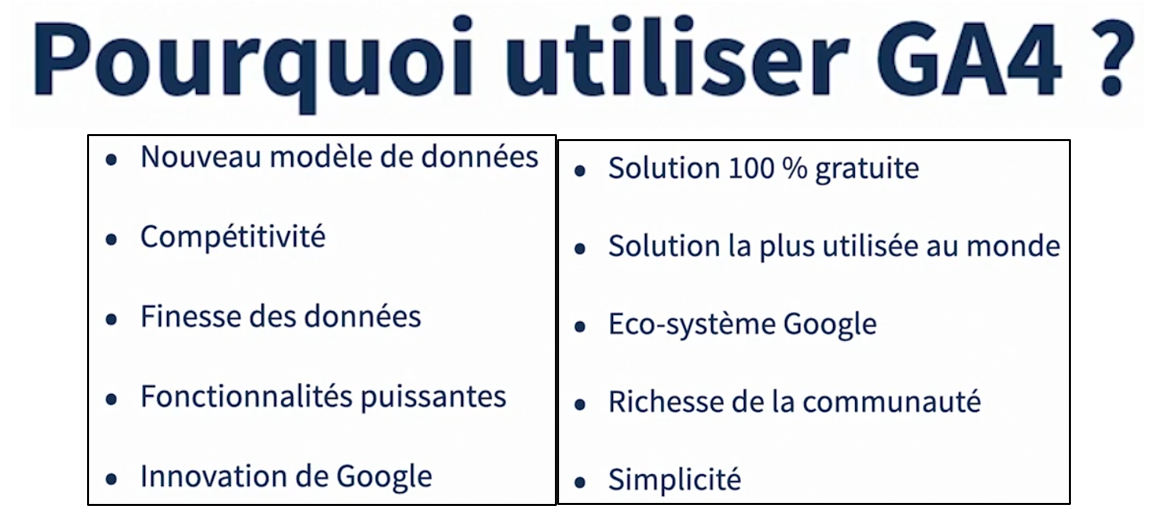 Pourquoi utiliser GA4 ?
• Nouveau modèle de données
• Compétitivité
• Finesse des données
• Fonctionnalités puissantes
• Innovation de Google
• Solution 100 % gratuite
• Solution la plus utilisée au monde
• Eco-système Google
• Richesse de la communauté
• Simplicité